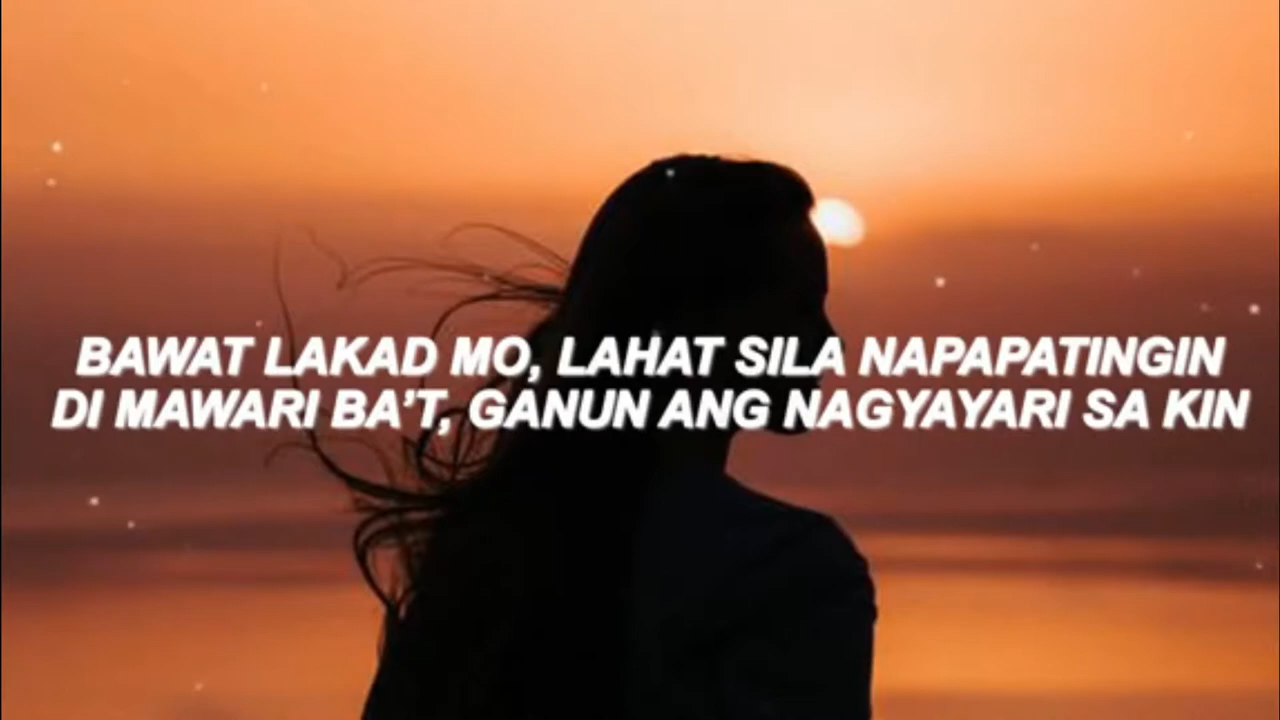 BAWAT LAKAD MO, LAHAT SILA NAPAPATINGIN
DI MAWARI BA'T, GANUN ANG NAGYAYARI SA KIN